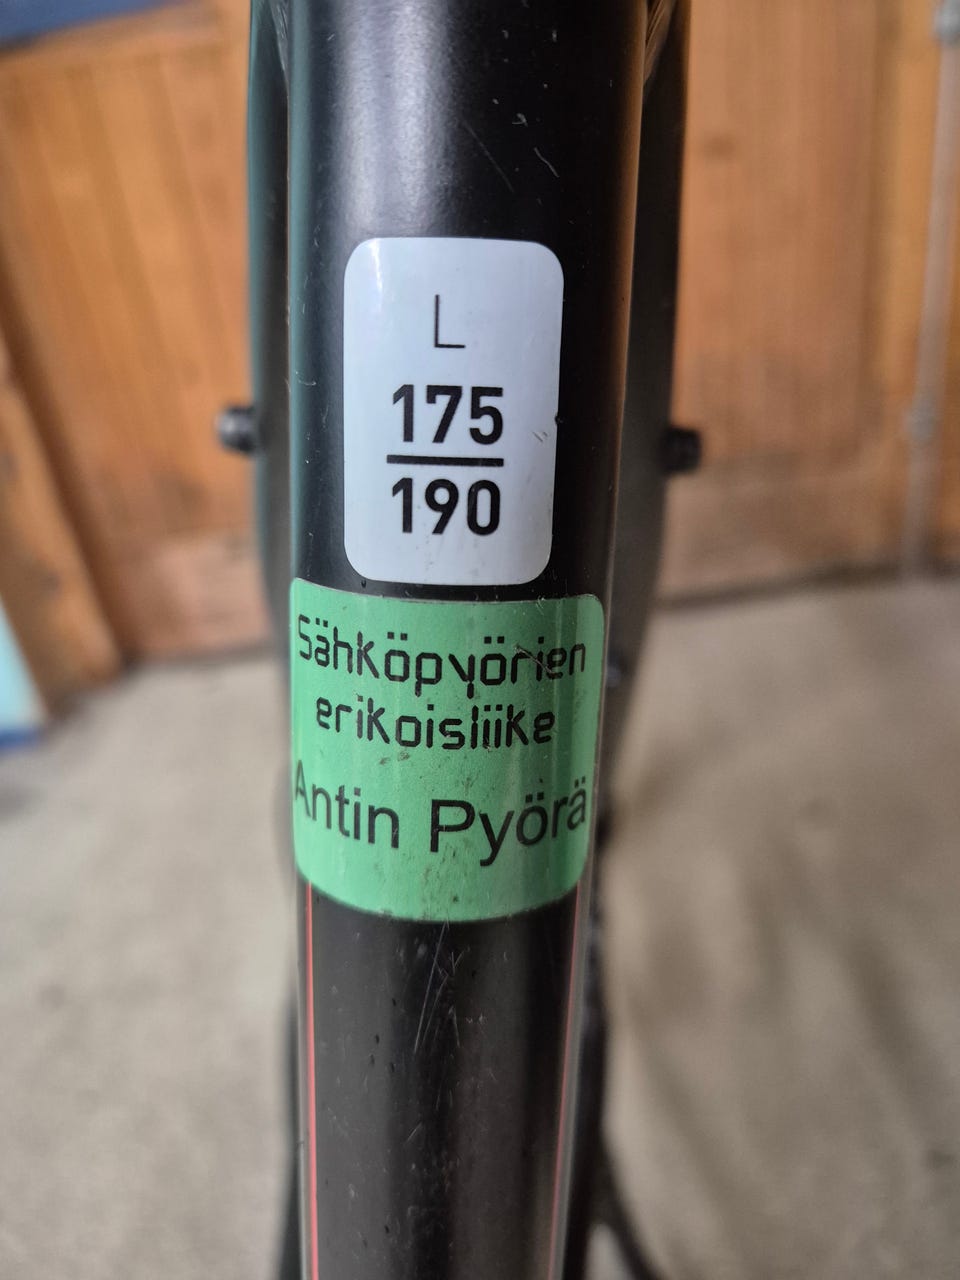 L
175
190
Sähköpyörien
erikoisliike
Antin Pyörä